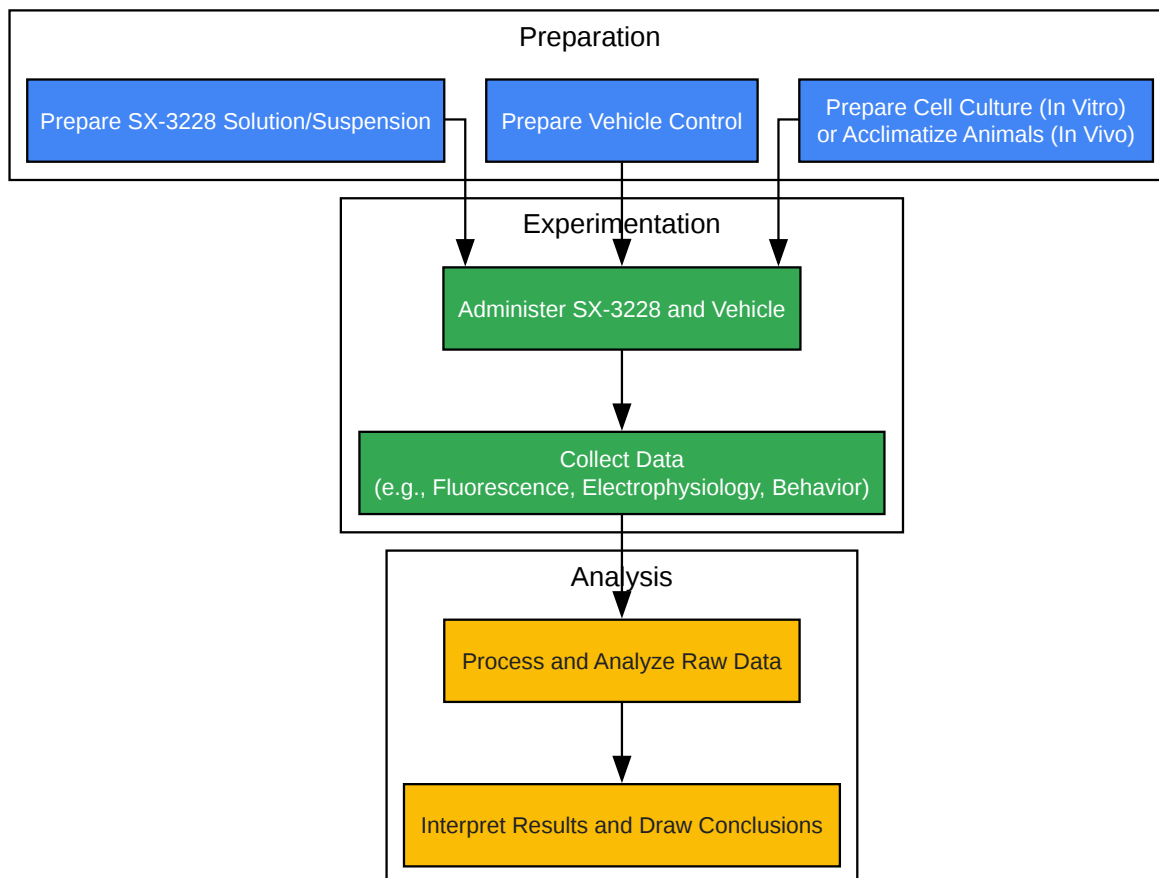 Preparation
Prepare SX-3228 Solution/Suspension
Prepare Vehicle Control
Prepare Cell Culture (In Vitro)
or Acclimatize Animals (In Vivo)
Experimentation
Administer SX-3228 and Vehicle
Collect Data
(e.g., Fluorescence, Electrophysiology, Behavior)
Analysis
Process and Analyze Raw Data
Interpret Results and Draw Conclusions